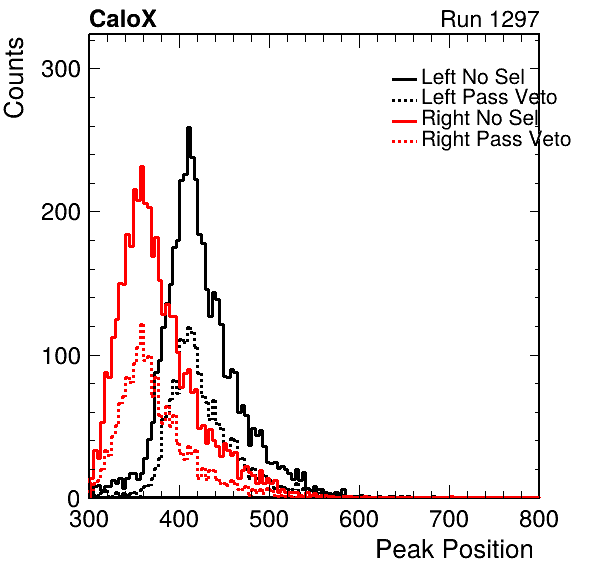 CaloX Run 1297
Counts
300
200
100
0
Left No Sel
Left Pass Veto
Right No Sel
Right Pass Veto
300 400 500 600 700 800
Peak Position